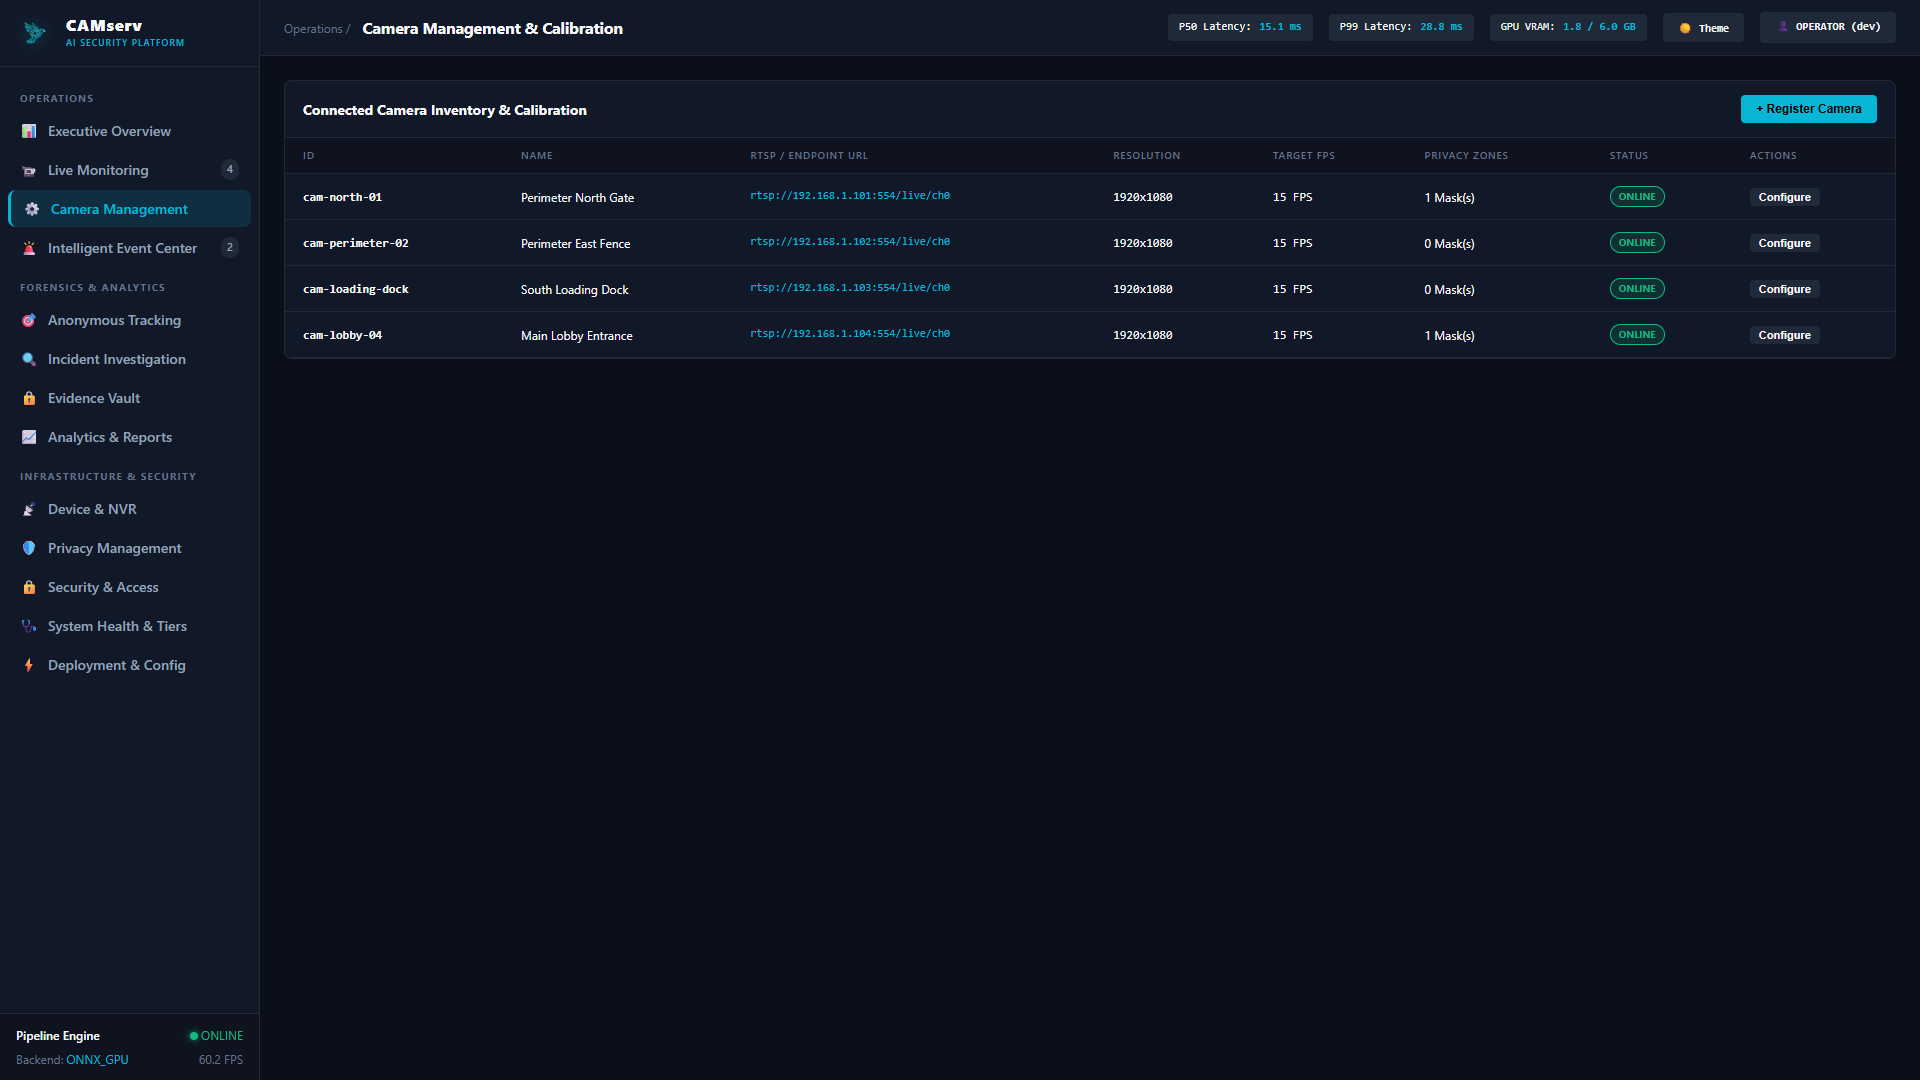 CAMserv
AI SECURITY PLATFORM
OPERATIONS
Executive Overview
Live Monitoring 4
Camera Management
Intelligent Event Center 2
FORENSICS & ANALYTICS
Anonymous Tracking
Incident Investigation
Evidence Vault
Analytics & Reports
INFRASTRUCTURE & SECURITY
Device & NVR
Privacy Management
Security & Access
System Health & Tiers
Deployment & Config
Pipeline Engine ONLINE
Backend: ONNX_GPU 60.2 FPS
Operations / Camera Management & Calibration
P50 Latency: 15.1 ms P99 Latency: 28.8 ms GPU VRAM: 1.8 / 6.0 GB Theme OPERATOR (dev)
Connected Camera Inventory & Calibration + Register Camera
ID NAME RTSP / ENDPOINT URL RESOLUTION TARGET FPS PRIVACY ZONES STATUS ACTIONS
cam-north-01 Perimeter North Gate rtsp://192.168.1.101:554/live/ch0 1920x1080 15 FPS 1 Mask(s) ONLINE Configure
cam-perimeter-02 Perimeter East Fence rtsp://192.168.1.102:554/live/ch0 1920x1080 15 FPS 0 Mask(s) ONLINE Configure
cam-loading-dock South Loading Dock rtsp://192.168.1.103:554/live/ch0 1920x1080 15 FPS 0 Mask(s) ONLINE Configure
cam-lobby-04 Main Lobby Entrance rtsp://192.168.1.104:554/live/ch0 1920x1080 15 FPS 1 Mask(s) ONLINE Configure